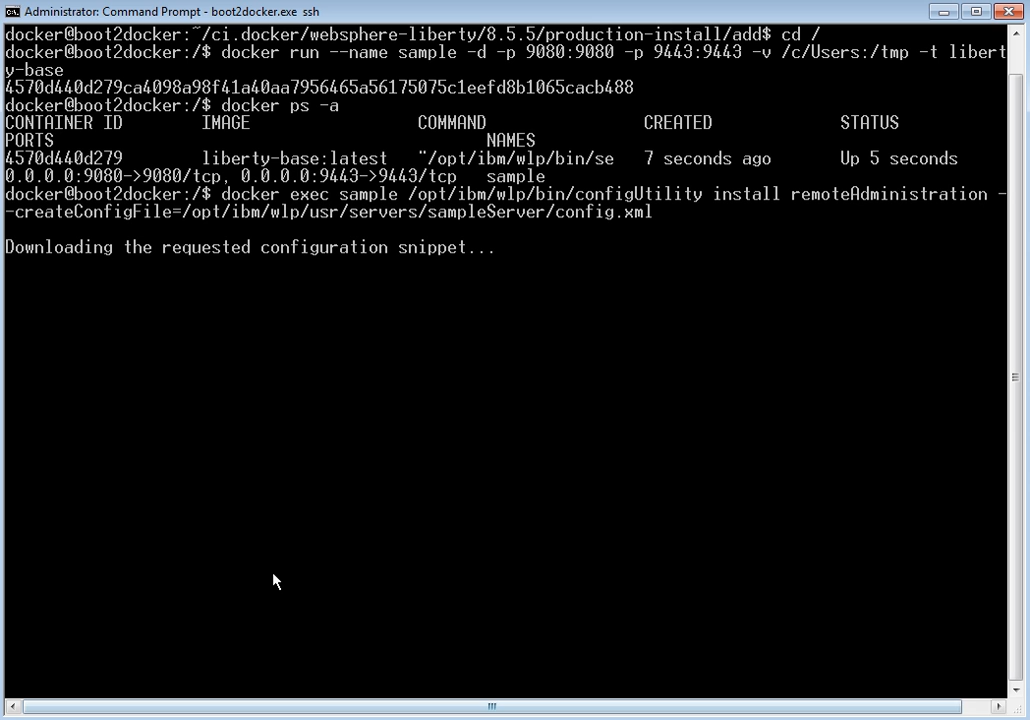 Administrator: Command Prompt - boot2docker.exe ssh
docker@boot2docker:~/ci.docker/websphere-liberty/8.5.5/production-install/add$ cd /
docker@boot2docker:/$ docker run --name sample -d -p 9080:9080 -p 9443:9443 -v /c/Users:/tmp -t libert
y-base
4570d440d279ca4098a98f41a40aa7956465a56175075c1eefd8b1065cacb488
docker@boot2docker:/$ docker ps -a
CONTAINER ID IMAGE COMMAND CREATED STATUS
PORTS NAMES
4570d440d279 liberty-base:latest "/opt/ibm/wlp/bin/se 7 seconds ago Up 5 seconds
0.0.0.0:9080->9080/tcp, 0.0.0.0:9443->9443/tcp sample
docker@boot2docker:/$ docker exec sample /opt/ibm/wlp/bin/configUtility install remoteAdministration -
-createConfigFile=/opt/ibm/wlp/usr/servers/sampleServer/config.xml
Downloading the requested configuration snippet...